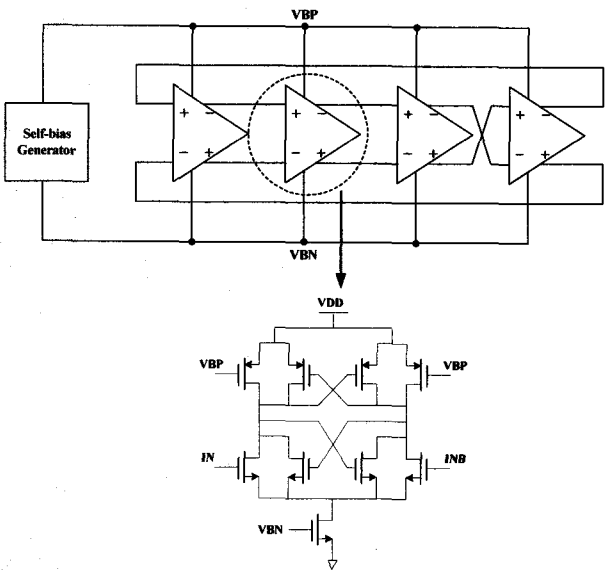 VBP
Self-bias
Generator
+ − + − + − + −
− + − + − + − +
VBN
VDD
VBP
VBP
IN
INB
VBN